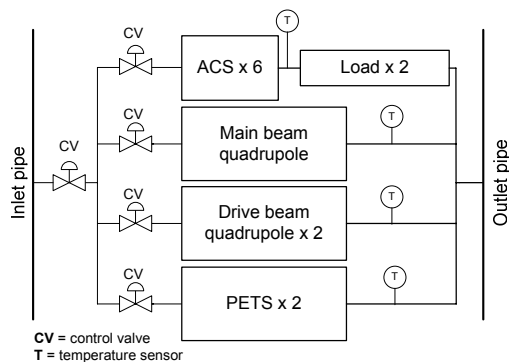 CV
T
ACS x 6
Load x 2
CV
Main beam
quadrupole
T
CV
Inlet pipe
Outlet pipe
CV
Drive beam
quadrupole x 2
T
CV
PETS x 2
T
CV = control valve
T = temperature sensor